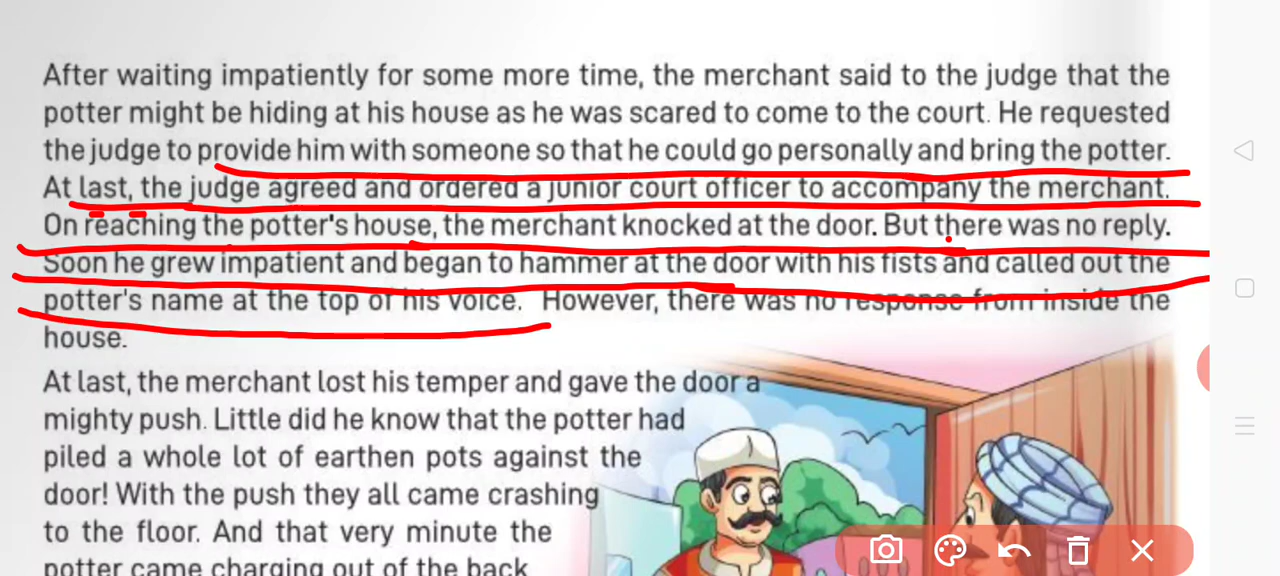 After waiting impatiently for some more time, the merchant said to the judge that the
potter might be hiding at his house as he was scared to come to the court. He requested
the judge to provide him with someone so that he could go personally and bring the potter.
At last, the judge agreed and ordered a junior court officer to accompany the merchant.
On reaching the potter's house, the merchant knocked at the door. But there was no reply.
Soon he grew impatient and began to hammer at the door with his fists and called out the
potter's name at the top of his voice. However, there was no response from inside the
house.
At last, the merchant lost his temper and gave the door a
mighty push. Little did he know that the potter had
piled a whole lot of earthen pots against the
door! With the push they all came crashing
to the floor. And that very minute the
potter came charging out of the back